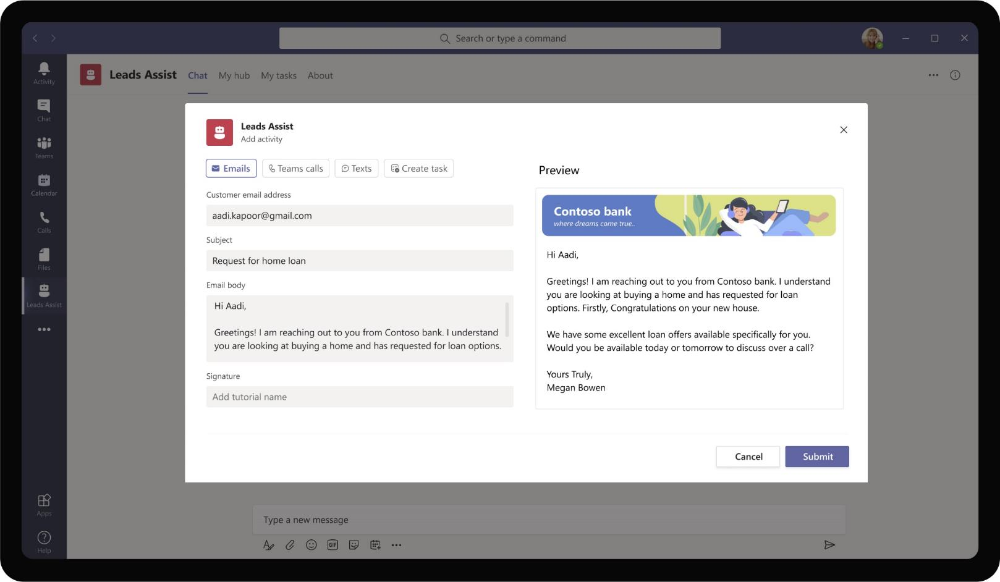 Search or type a command
Activity
Chat
Teams
Calendar
Calls
Files
Leads Assist
Apps
Help
Leads Assist Chat My hub My tasks About
Leads Assist
Add activity
Emails Teams calls Texts Create task
Customer email address
aadi.kapoor@gmail.com
Subject
Request for home loan
Email body
Hi Aadi,
Greetings! I am reaching out to you from Contoso bank. I understand
you are looking at buying a home and has requested for loan options.
Signature
Add tutorial name
Preview
Contoso bank
where dreams come true..
Hi Aadi,
Greetings! I am reaching out to you from Contoso bank. I understand
you are looking at buying a home and has requested for loan
options. Firstly, Congratulations on your new house.
We have some excellent loan offers available specifically for you.
Would you be available today or tomorrow to discuss over a call?
Yours Truly,
Megan Bowen
Cancel Submit
Type a new message
GIF